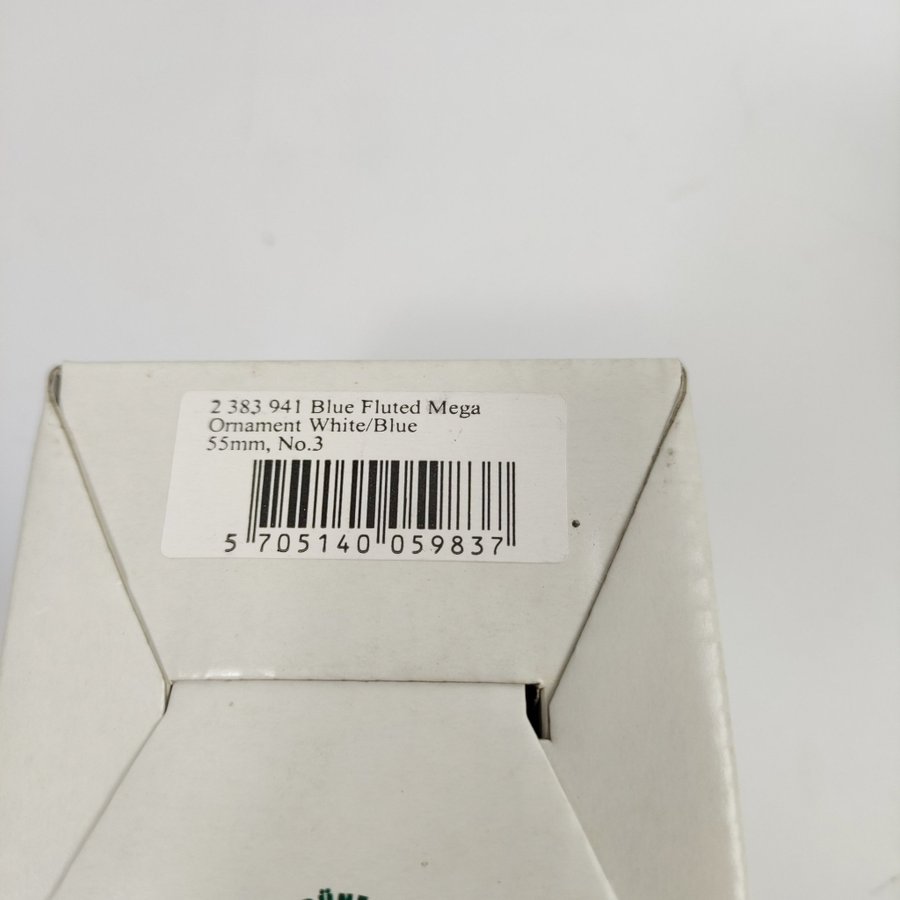 2 383 941 Blue Fluted Mega
Ornament White/Blue
55mm, No.3
5 705140 059837